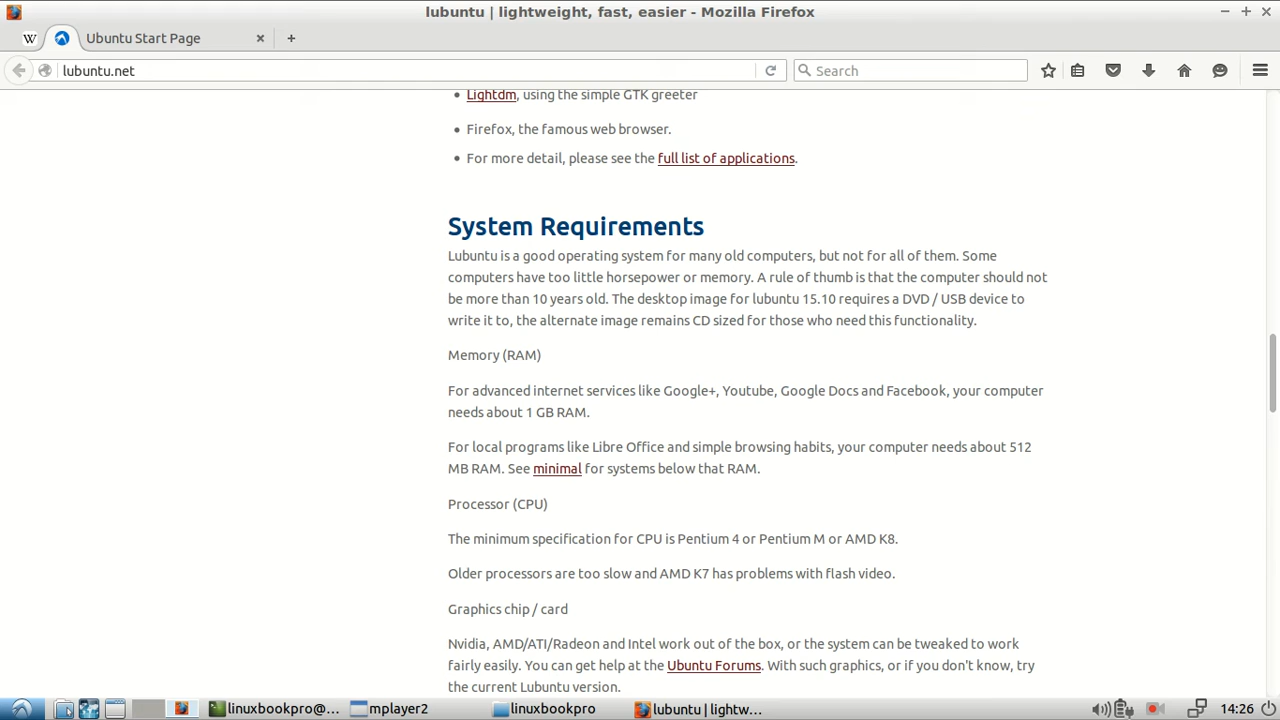 lubuntu | lightweight, fast, easier - Mozilla Firefox
W
Ubuntu Start Page
lubuntu.net
Search
Lightdm, using the simple GTK greeter
Firefox, the famous web browser.
For more detail, please see the full list of applications.
System Requirements
Lubuntu is a good operating system for many old computers, but not for all of them. Some
computers have too little horsepower or memory. A rule of thumb is that the computer should not
be more than 10 years old. The desktop image for lubuntu 15.10 requires a DVD / USB device to
write it to, the alternate image remains CD sized for those who need this functionality.
Memory (RAM)
For advanced internet services like Google+, Youtube, Google Docs and Facebook, your computer
needs about 1 GB RAM.
For local programs like Libre Office and simple browsing habits, your computer needs about 512
MB RAM. See minimal for systems below that RAM.
Processor (CPU)
The minimum specification for CPU is Pentium 4 or Pentium M or AMD K8.
Older processors are too slow and AMD K7 has problems with flash video.
Graphics chip / card
Nvidia, AMD/ATI/Radeon and Intel work out of the box, or the system can be tweaked to work
fairly easily. You can get help at the Ubuntu Forums. With such graphics, or if you don't know, try
the current Lubuntu version.
linuxbookpro@... mplayer2 linuxbookpro lubuntu | lightw... 14:26